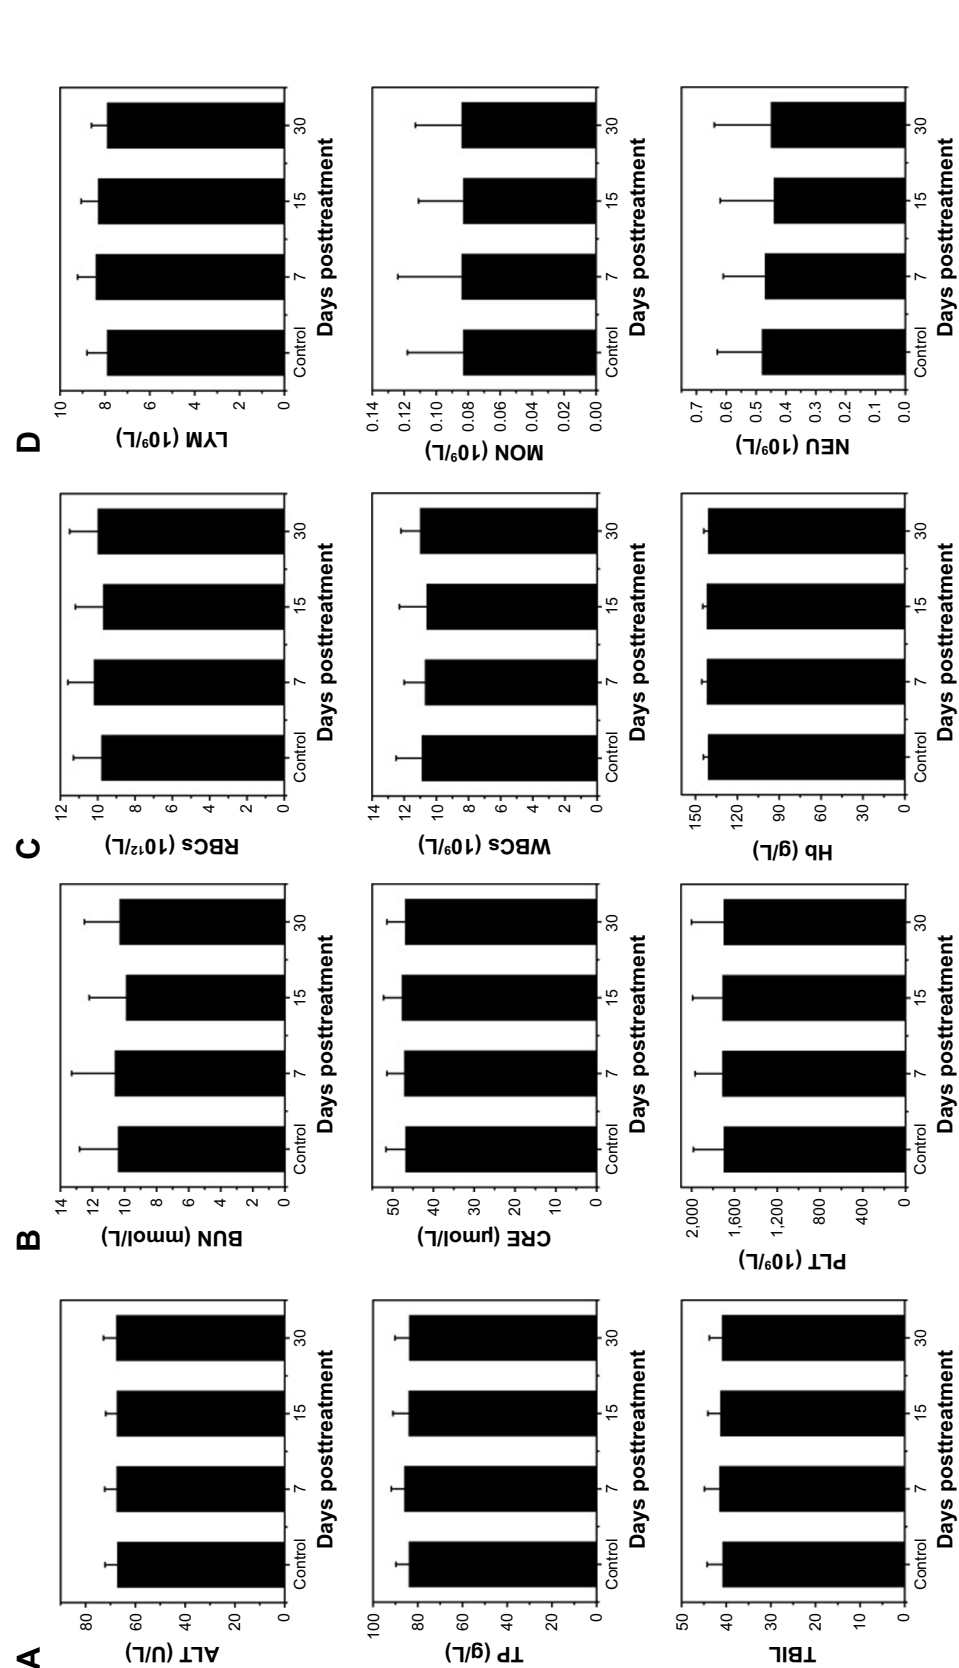 A
ALT (U/L)
80
60
40
20
0
Control
7
15
30
Days posttreatment
TP (g/L)
100
80
60
40
20
0
Control
7
15
30
Days posttreatment
TBIL
50
40
30
20
10
0
Control
7
15
30
Days posttreatment
B
BUN (mmol/L)
14
12
10
8
6
4
2
0
Control
7
15
30
Days posttreatment
CRE (µmol/L)
50
40
30
20
10
0
Control
7
15
30
Days posttreatment
PLT (10⁹/L)
2,000
1,600
1,200
800
400
0
Control
7
15
30
Days posttreatment
C
RBCs (10¹²/L)
12
10
8
6
4
2
0
Control
7
15
30
Days posttreatment
WBCs (10⁹/L)
14
12
10
8
6
4
2
0
Control
7
15
30
Days posttreatment
Hb (g/L)
150
120
90
60
30
0
Control
7
15
30
Days posttreatment
D
LYM (10⁹/L)
10
8
6
4
2
0
Control
7
15
30
Days posttreatment
MON (10⁹/L)
0.14
0.12
0.10
0.08
0.06
0.04
0.02
0.00
Control
7
15
30
Days posttreatment
NEU (10⁹/L)
0.7
0.6
0.5
0.4
0.3
0.2
0.1
0.0
Control
7
15
30
Days posttreatment